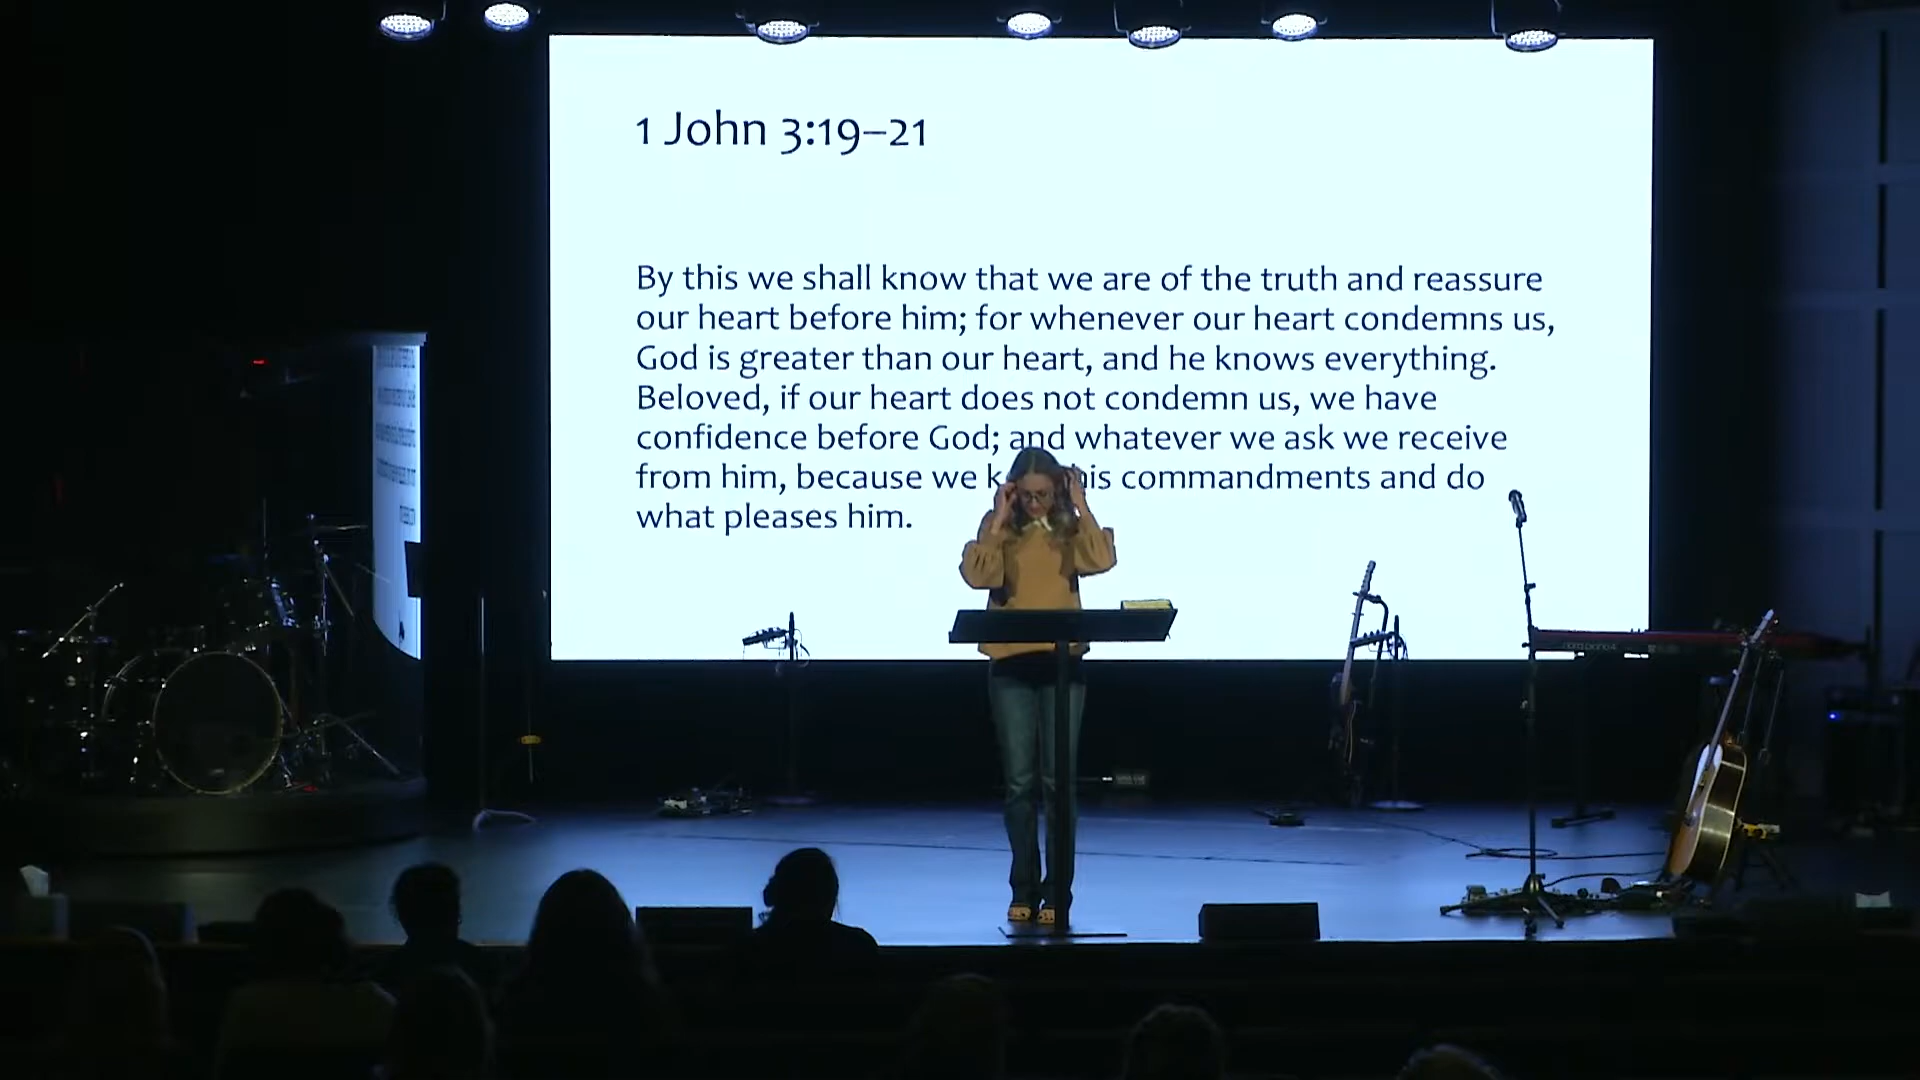 1 John 3:19–21
By this we shall know that we are of the truth and reassure
our heart before him; for whenever our heart condemns us,
God is greater than our heart, and he knows everything.
Beloved, if our heart does not condemn us, we have
confidence before God; and whatever we ask we receive
from him, because we his commandments and do
what pleases him.